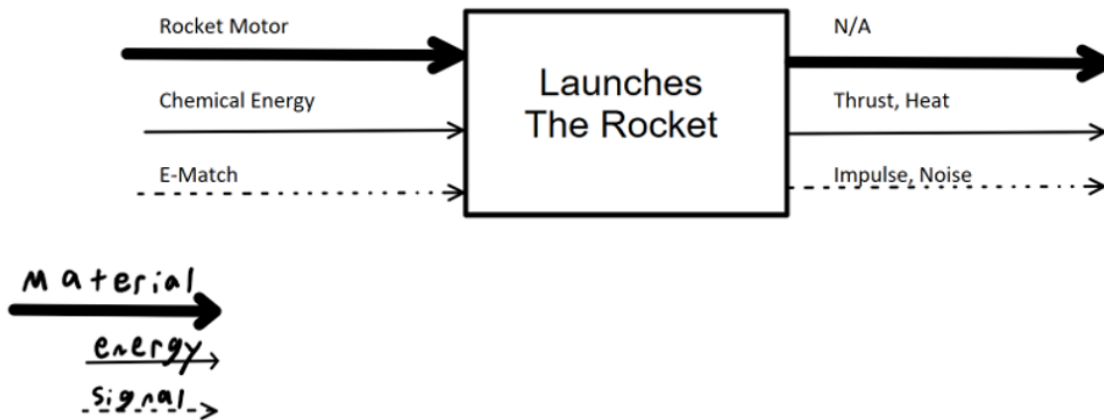 Rocket Motor
N/A
Launches
The Rocket
Chemical Energy
Thrust, Heat
E-Match
Impulse, Noise
Material
energy
signal